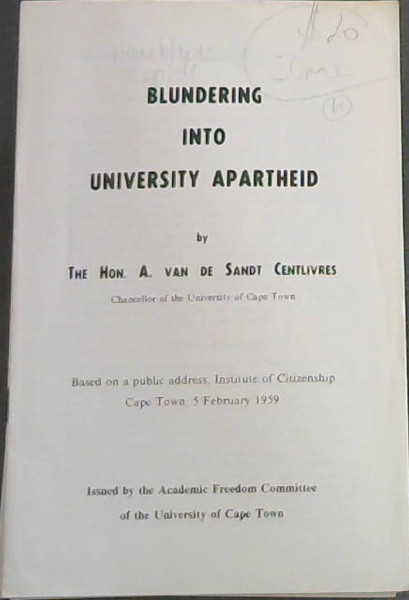 $20
BLUNDERING
INTO
UNIVERSITY APARTHEID
by
THE HON. A. VAN DE SANDT CENTLIVRES
Chancellor of the University of Cape Town
Based on a public address, Institute of Citizenship
Cape Town, 5 February 1959
Issued by the Academic Freedom Committee
of the University of Cape Town